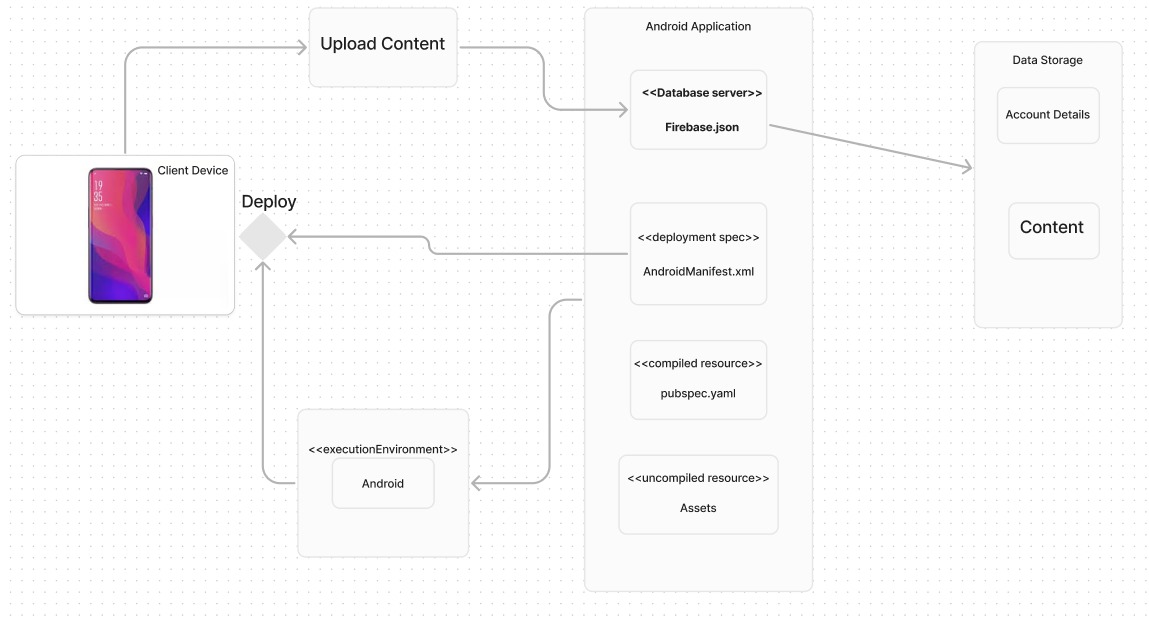 Upload Content
Android Application
Data Storage
<<Database server>>
Firebase.json
Account Details
Client Device
19
35
Deploy
Content
<<deployment spec>>
AndroidManifest.xml
<<compiled resource>>
pubspec.yaml
<<executionEnvironment>>
Android
<<uncompiled resource>>
Assets